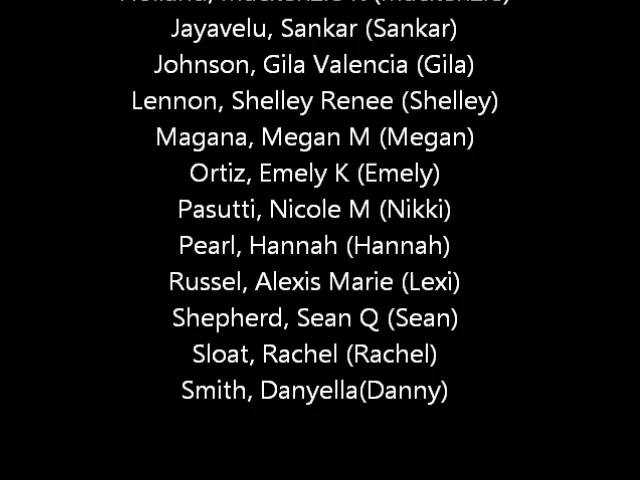 Jayavelu, Sankar (Sankar)
Johnson, Gila Valencia (Gila)
Lennon, Shelley Renee (Shelley)
Magana, Megan M (Megan)
Ortiz, Emely K (Emely)
Pasutti, Nicole M (Nikki)
Pearl, Hannah (Hannah)
Russel, Alexis Marie (Lexi)
Shepherd, Sean Q (Sean)
Sloat, Rachel (Rachel)
Smith, Danyella(Danny)